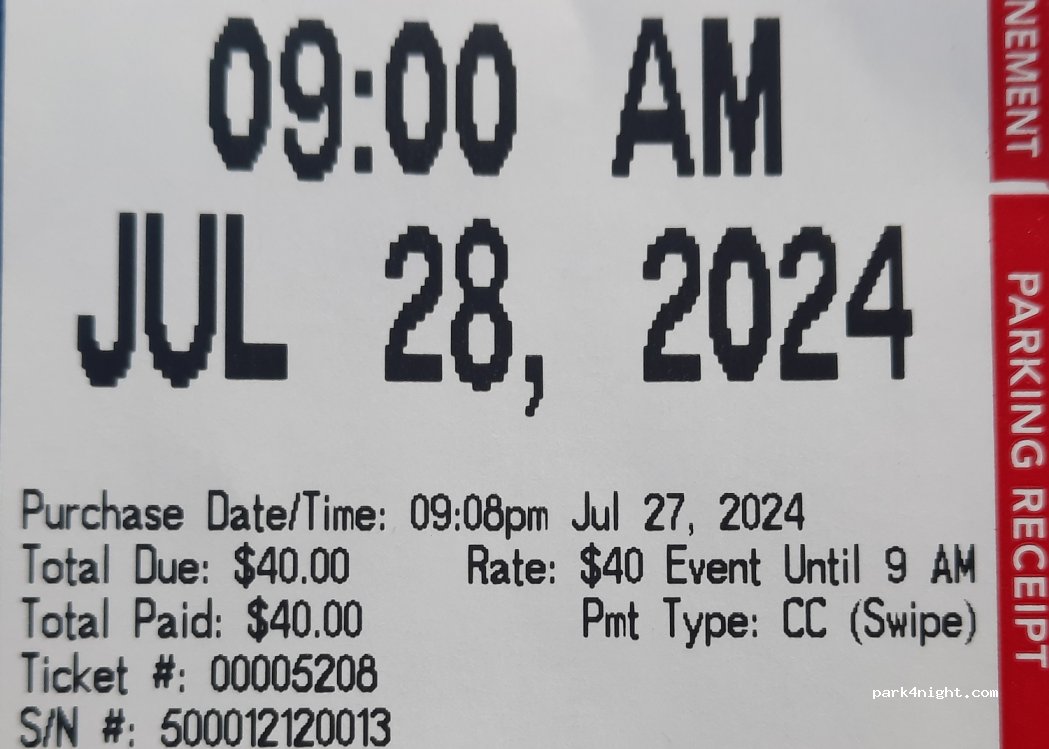 09:00 AM
JUL 28, 2024
Purchase Date/Time: 09:08pm Jul 27, 2024
Total Due: $40.00 Rate: $40 Event Until 9 AM
Total Paid: $40.00 Pmt Type: CC (Swipe)
Ticket #: 00005208
S/N #: 500012120013
NEMENT
PARKING RECEIPT
park4night.com